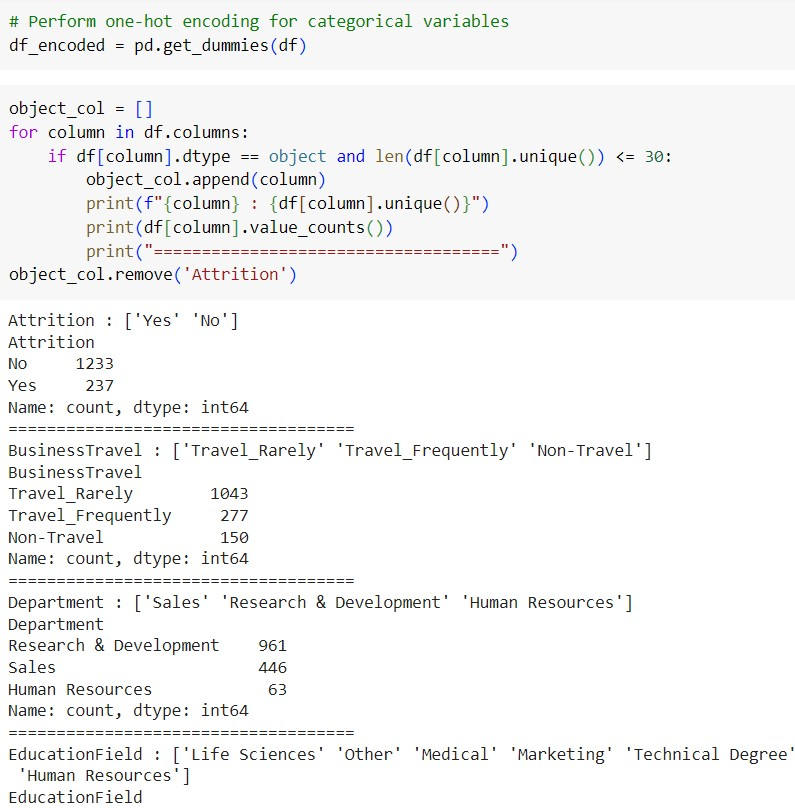 # Perform one-hot encoding for categorical variables
df_encoded = pd.get_dummies(df)
object_col = []
for column in df.columns:
    if df[column].dtype == object and len(df[column].unique()) <= 30:
        object_col.append(column)
        print(f"{column} : {df[column].unique()}")
        print(df[column].value_counts())
        print("====================================")
object_col.remove('Attrition')
Attrition : ['Yes' 'No']
Attrition
No     1233
Yes     237
Name: count, dtype: int64
====================================
BusinessTravel : ['Travel_Rarely' 'Travel_Frequently' 'Non-Travel']
BusinessTravel
Travel_Rarely        1043
Travel_Frequently     277
Non-Travel            150
Name: count, dtype: int64
====================================
Department : ['Sales' 'Research & Development' 'Human Resources']
Department
Research & Development    961
Sales                     446
Human Resources            63
Name: count, dtype: int64
====================================
EducationField : ['Life Sciences' 'Other' 'Medical' 'Marketing' 'Technical Degree'
 'Human Resources']
EducationField